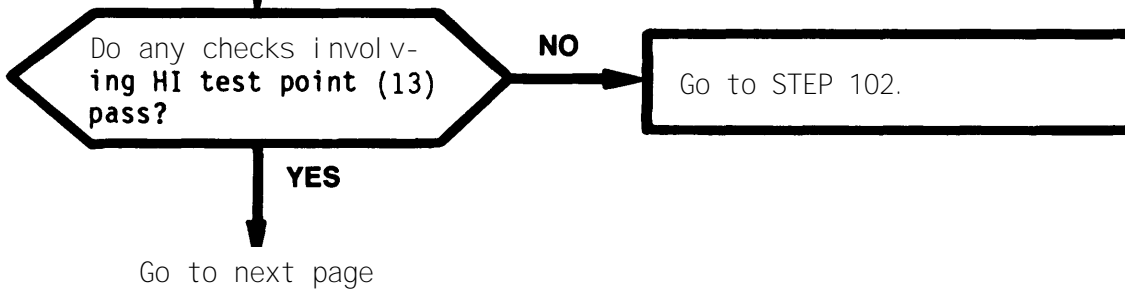 Do any checks involv-
ing HI test point (13)
pass?
NO
Go to STEP 102.
YES
Go to next page